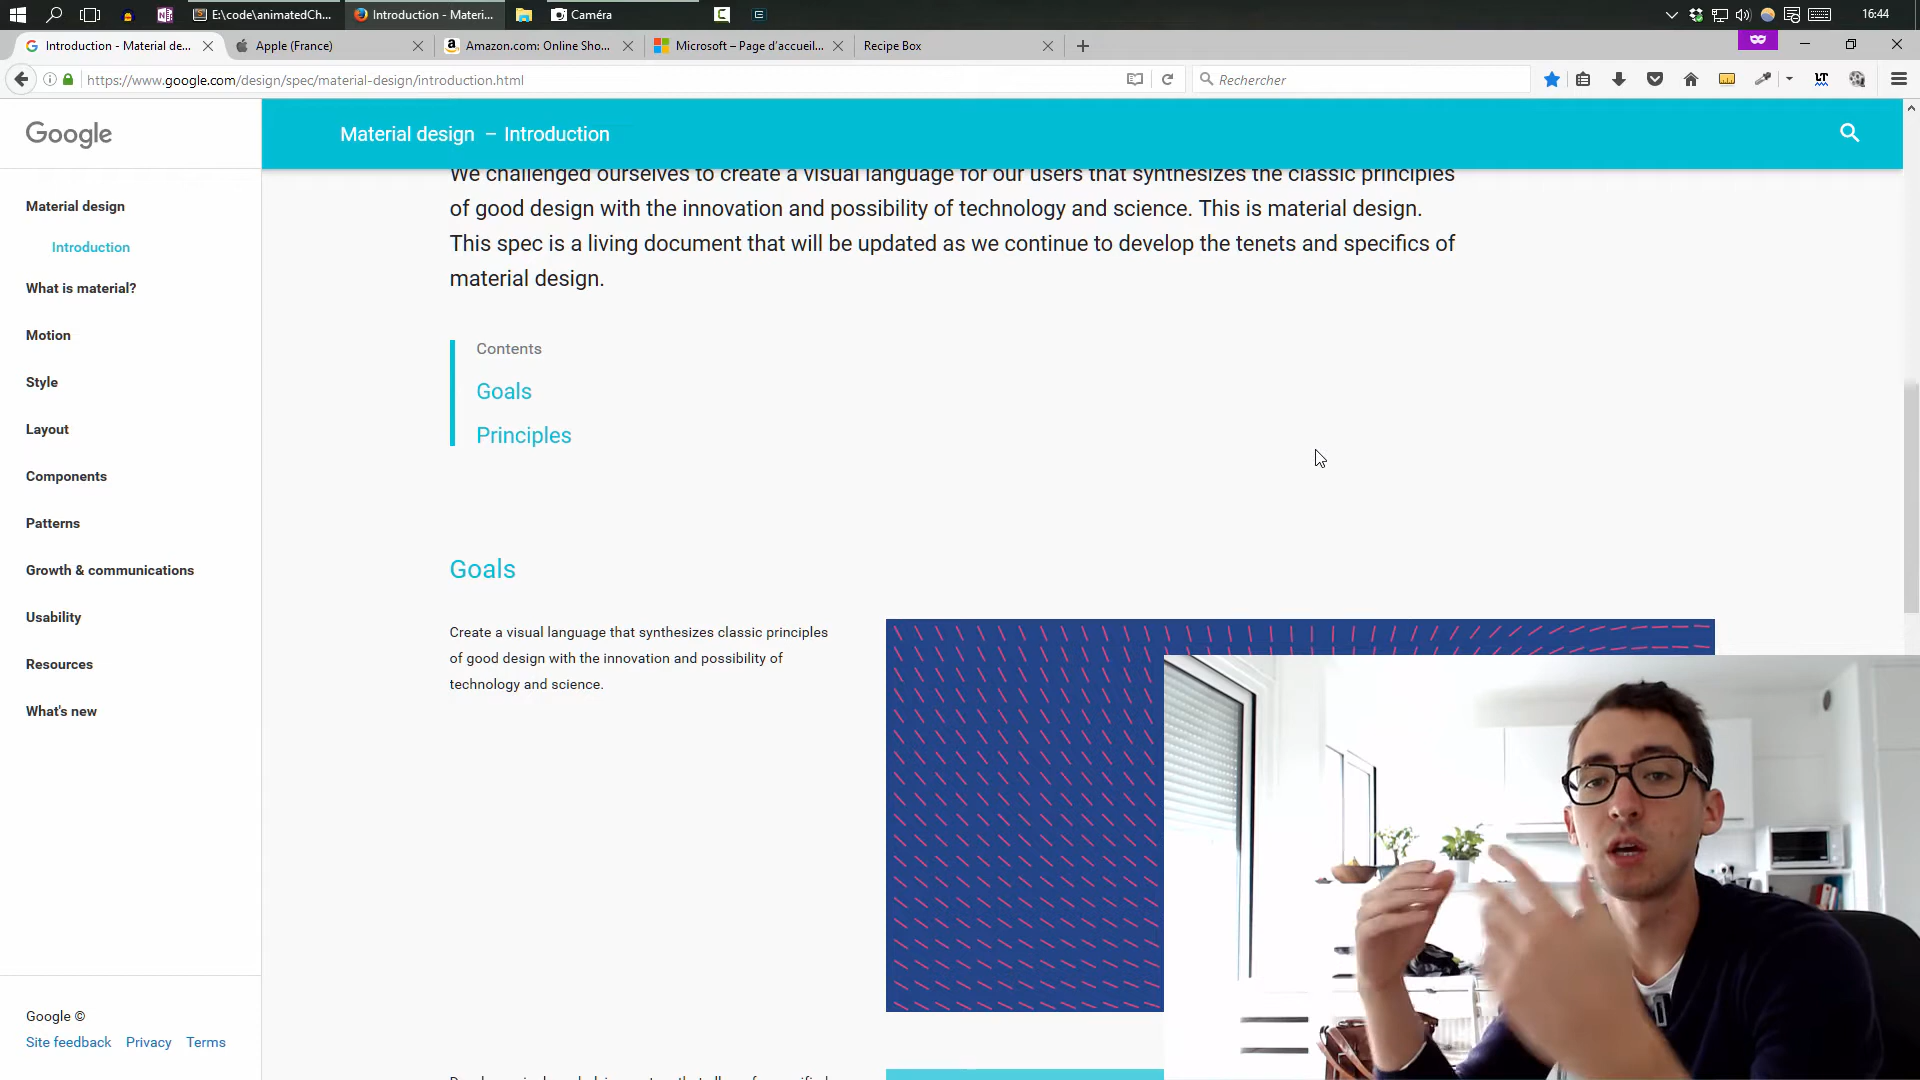 E:\code\animatedCh...
Introduction - Materi...
Caméra
16:44
Introduction - Material de...
Apple (France)
Amazon.com: Online Sho...
Microsoft – Page d'accueil...
Recipe Box
https://www.google.com/design/spec/material-design/introduction.html
Rechercher
Google
Material design – Introduction
Material design
Introduction
What is material?
Motion
Style
Layout
Components
Patterns
Growth & communications
Usability
Resources
What's new
Google ©
Site feedback Privacy Terms
We challenged ourselves to create a visual language for our users that synthesizes the classic principles
of good design with the innovation and possibility of technology and science. This is material design.
This spec is a living document that will be updated as we continue to develop the tenets and specifics of
material design.
Contents
Goals
Principles
Goals
Create a visual language that synthesizes classic principles
of good design with the innovation and possibility of
technology and science.